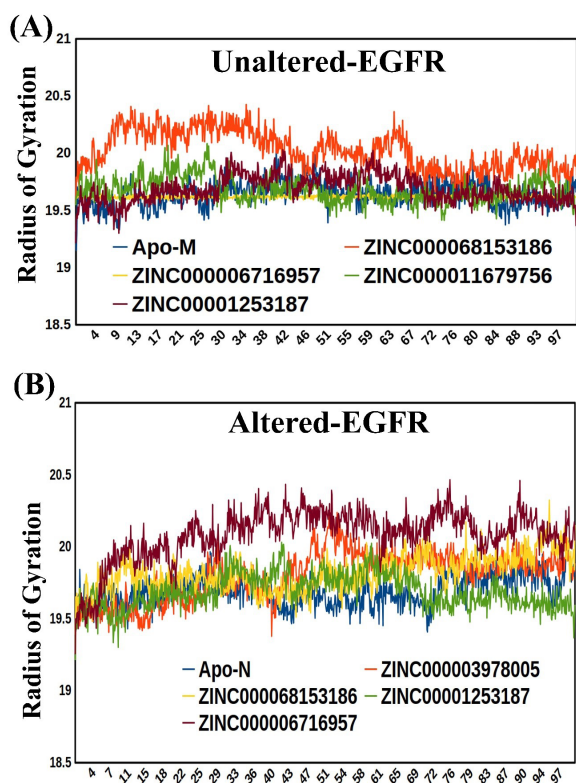 (A)
Unaltered-EGFR
Radius of Gyration
21
20.5
20
19.5
19
18.5
Apo-M
ZINC000068153186
ZINC000006716957
ZINC000011679756
ZINC00001253187
4 9 13 17 21 25 30 34 38 42 46 51 55 59 63 67 72 76 80 84 88 93 97
(B)
Altered-EGFR
Radius of Gyration
21
20.5
20
19.5
19
18.5
Apo-N
ZINC000003978005
ZINC000068153186
ZINC00001253187
ZINC000006716957
4 7 11 15 18 22 25 29 33 36 40 43 47 51 54 58 61 65 69 72 76 79 83 87 90 94 97